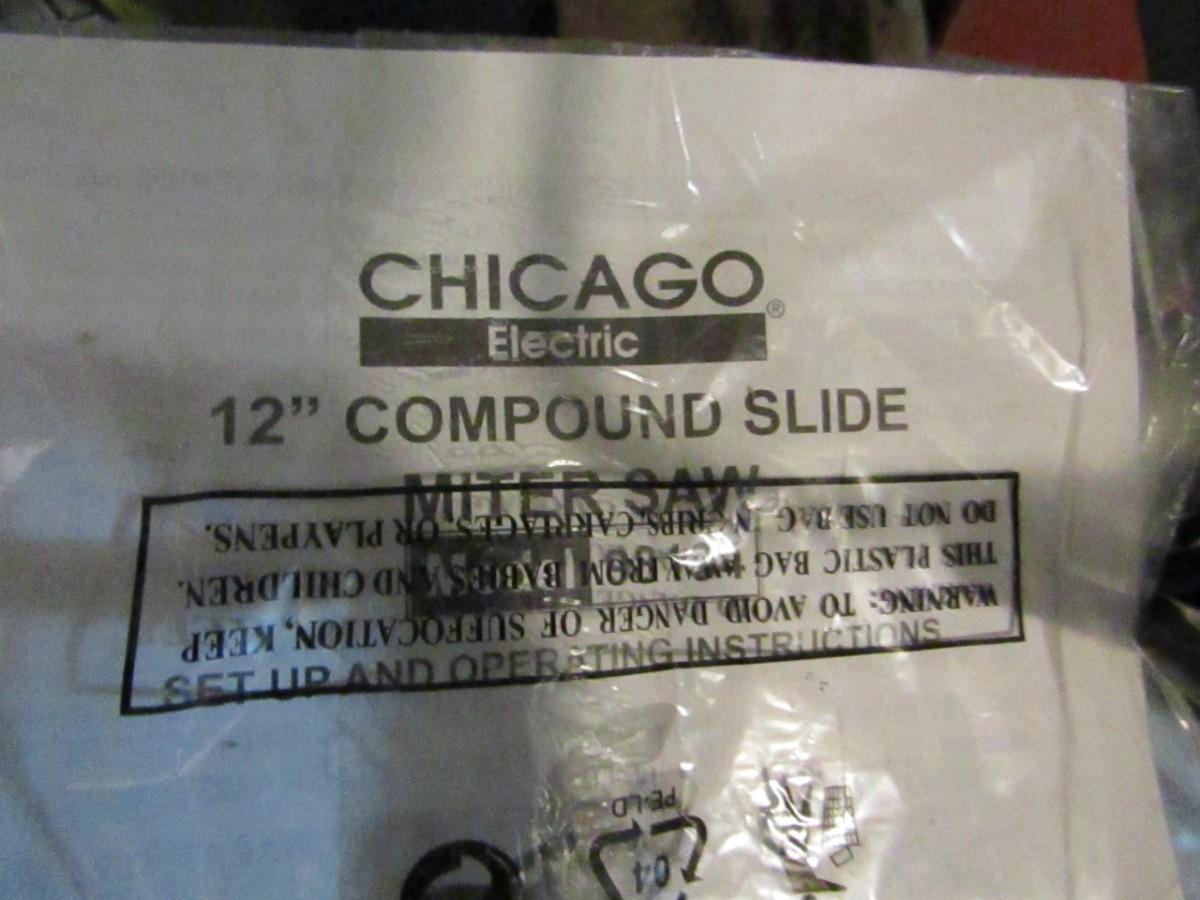 CHICAGO®
Electric
12” COMPOUND SLIDE
MITER SAW
SET UP AND OPERATING INSTRUCTIONS
WARNING: TO AVOID DANGER OF SUFFOCATION, KEEP
THIS PLASTIC BAG AWAY FROM BABIES AND CHILDREN.
DO NOT USE BAG IN CRIBS, CARRIAGES OR PLAYPENS.
04
PE-LD